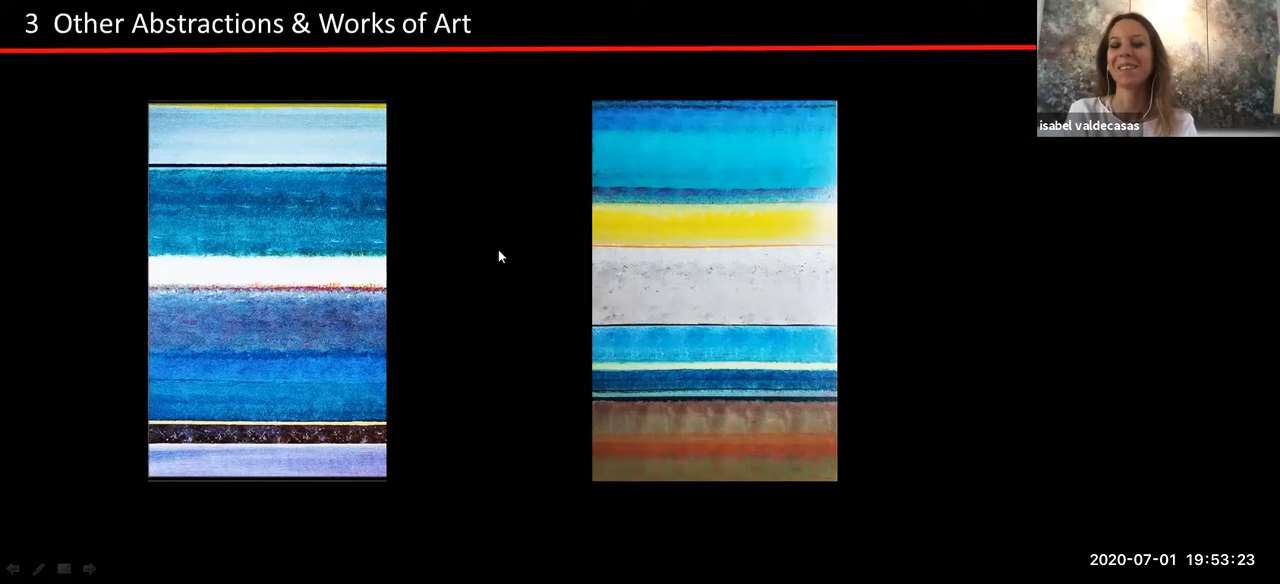 3 Other Abstractions & Works of Art
isabel valdecasas
2020-07-01 19:53:23